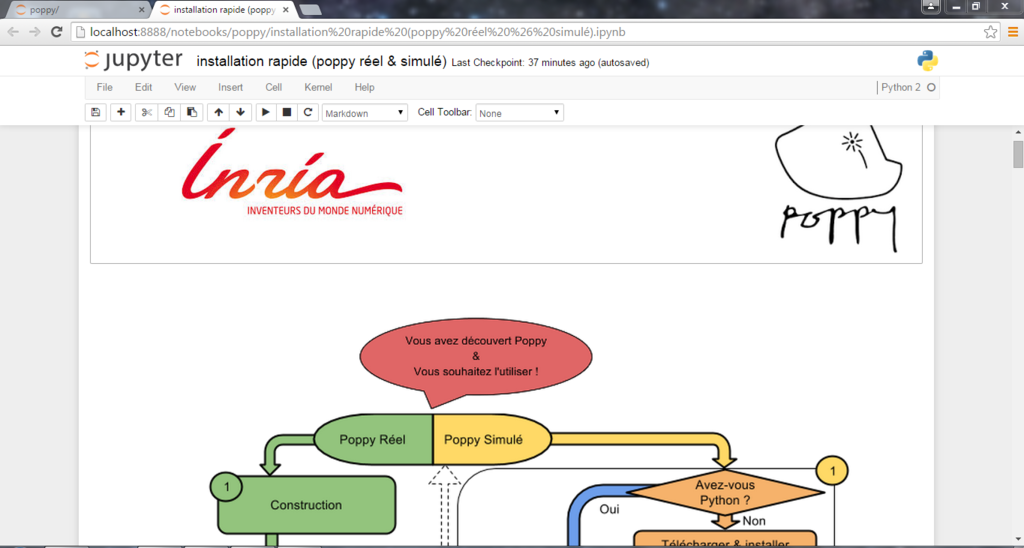 poppy/
installation rapide (poppy
localhost:8888/notebooks/poppy/installation%20rapide%20(poppy%20réel%20%26%20simulé).ipynb
jupyter installation rapide (poppy réel & simulé) Last Checkpoint: 37 minutes ago (autosaved)
File Edit View Insert Cell Kernel Help Python 2
Markdown Cell Toolbar: None
Inría
INVENTEURS DU MONDE NUMÉRIQUE
POPPY
Vous avez découvert Poppy
&
Vous souhaitez l'utiliser !
Poppy Réel
Poppy Simulé
1
Construction
1
Avez-vous
Python ?
Oui
Non
Télécharger & installer